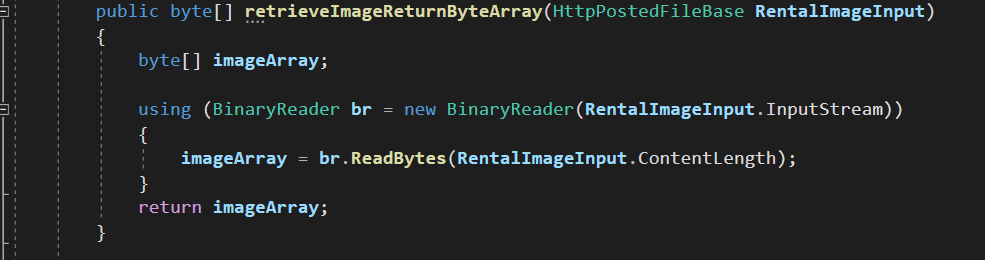 public byte[] retrieveImageReturnByteArray(HttpPostedFileBase RentalImageInput)
{
    byte[] imageArray;

    using (BinaryReader br = new BinaryReader(RentalImageInput.InputStream))
    {
        imageArray = br.ReadBytes(RentalImageInput.ContentLength);
    }
    return imageArray;
}